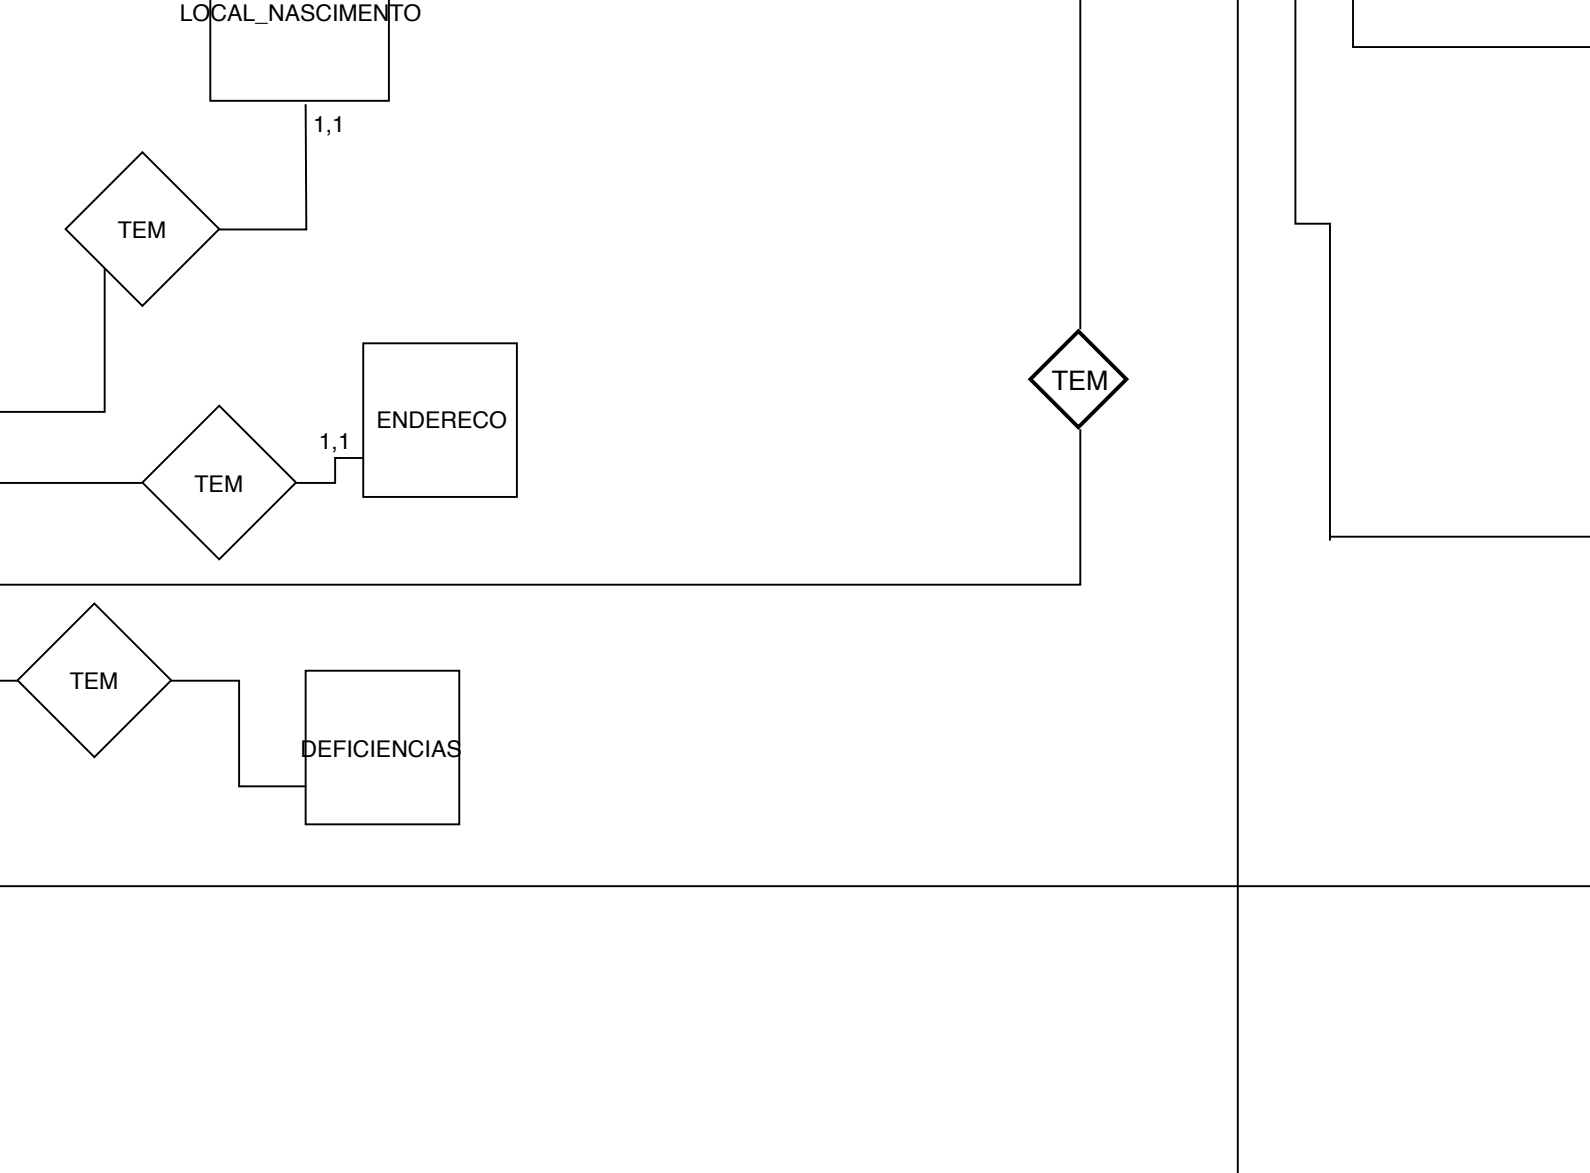 LOCAL_NASCIMENTO
1,1
TEM
TEM
ENDERECO
1,1
TEM
TEM
DEFICIENCIAS